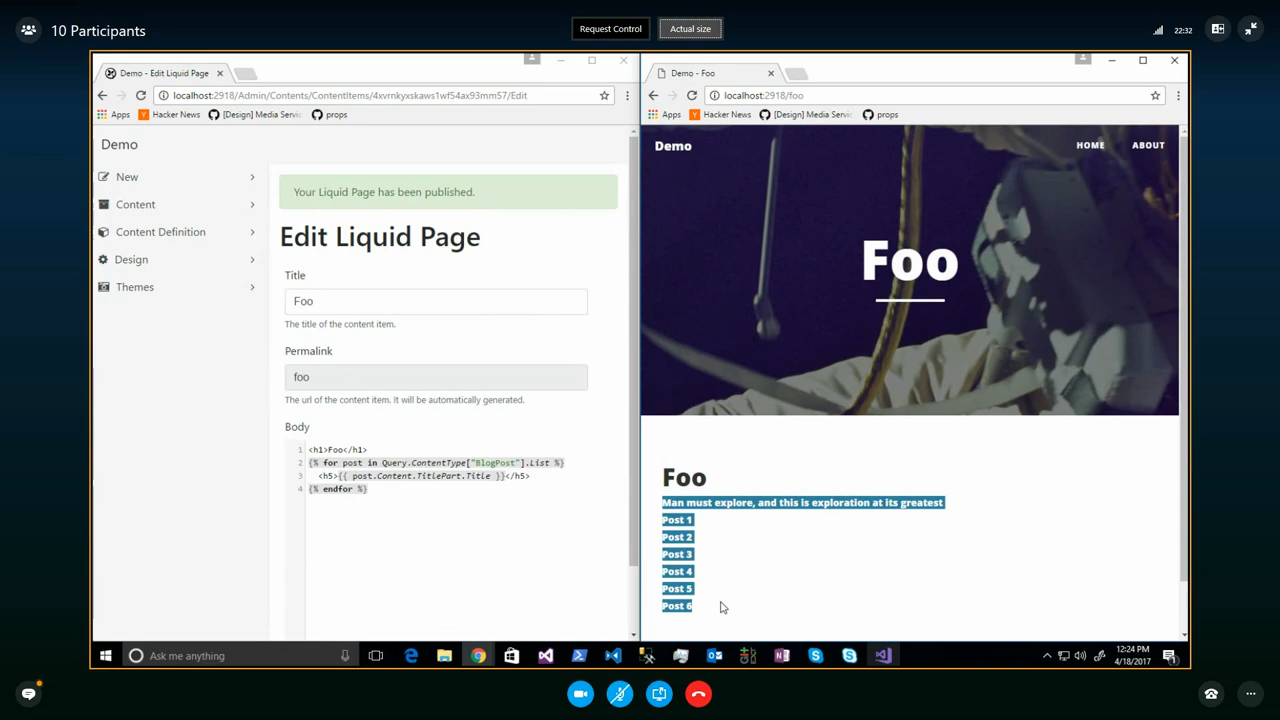 10 Participants
Request Control
Actual size
22:32
Demo - Edit Liquid Page
localhost:2918/Admin/Contents/ContentItems/4xvrnkyxskaws1wf54ax93mm57/Edit
Apps
Hacker News
[Design] Media Servic
props
Demo
New
Content
Content Definition
Design
Themes
Your Liquid Page has been published.
Edit Liquid Page
Title
Foo
The title of the content item.
Permalink
foo
The url of the content item. It will be automatically generated.
Body
1 <h1>Foo</h1>
2 {% for post in Query.ContentType["BlogPost"].List %}
3 <h5>{{ post.Content.TitlePart.Title }}</h5>
4 {% endfor %}
Demo - Foo
localhost:2918/foo
Apps
Hacker News
[Design] Media Servic
props
Demo
HOME
ABOUT
Foo
Foo
Man must explore, and this is exploration at its greatest
Post 1
Post 2
Post 3
Post 4
Post 5
Post 6
Ask me anything
12:24 PM
4/18/2017